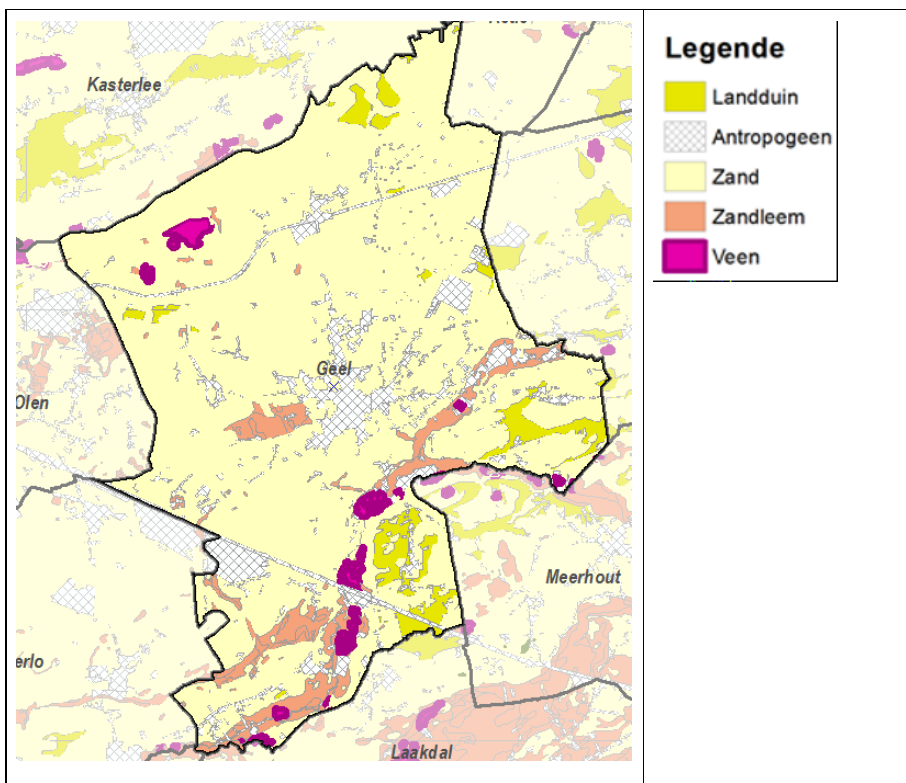 Kasterlee
Geel
Olen
Meerhout
erlo
Laakdal
Legende
Landduin
Antropogeen
Zand
Zandleem
Veen